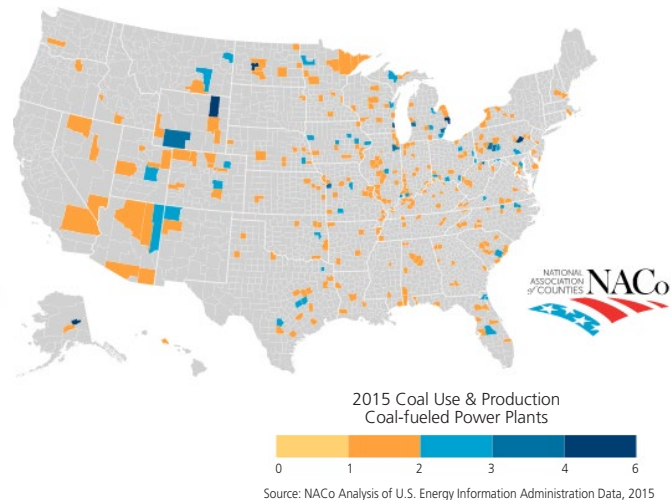 NATIONAL
ASSOCIATION
of COUNTIES
NACo
2015 Coal Use & Production
Coal-fueled Power Plants
0 1 2 3 4 6
Source: NACo Analysis of U.S. Energy Information Administration Data, 2015